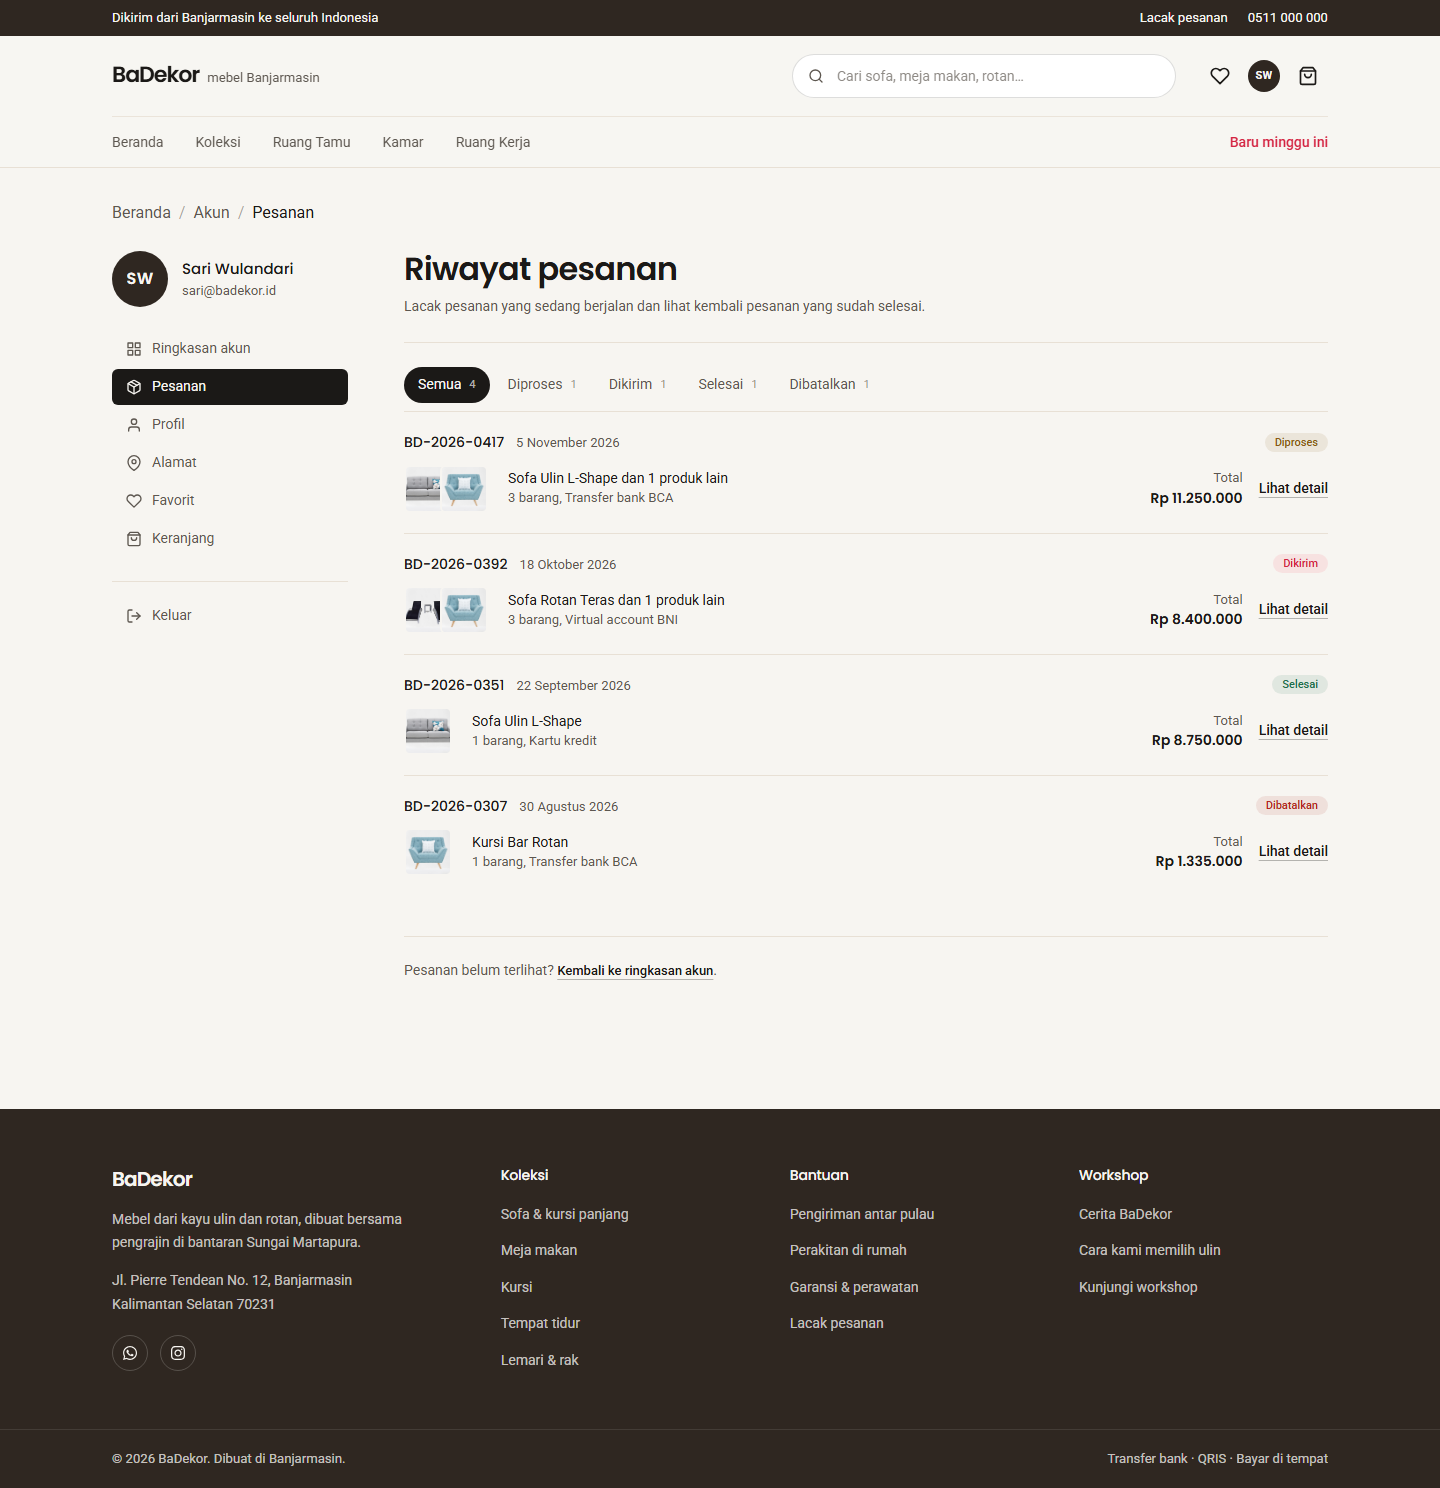 Dikirim dari Banjarmasin ke seluruh Indonesia
Lacak pesanan
0511 000 000
BaDekor mebel Banjarmasin
Cari sofa, meja makan, rotan...
SW
Beranda
Koleksi
Ruang Tamu
Kamar
Ruang Kerja
Baru minggu ini
Beranda / Akun / Pesanan
SW
Sari Wulandari
sari@badekor.id
Ringkasan akun
Pesanan
Profil
Alamat
Favorit
Keranjang
Keluar
Riwayat pesanan
Lacak pesanan yang sedang berjalan dan lihat kembali pesanan yang sudah selesai.
Semua 4
Diproses 1
Dikirim 1
Selesai 1
Dibatalkan 1
BD-2026-0417 5 November 2026
Diproses
Sofa Ulin L-Shape dan 1 produk lain
3 barang, Transfer bank BCA
Total
Rp 11.250.000
Lihat detail
BD-2026-0392 18 Oktober 2026
Dikirim
Sofa Rotan Teras dan 1 produk lain
3 barang, Virtual account BNI
Total
Rp 8.400.000
Lihat detail
BD-2026-0351 22 September 2026
Selesai
Sofa Ulin L-Shape
1 barang, Kartu kredit
Total
Rp 8.750.000
Lihat detail
BD-2026-0307 30 Agustus 2026
Dibatalkan
Kursi Bar Rotan
1 barang, Transfer bank BCA
Total
Rp 1.335.000
Lihat detail
Pesanan belum terlihat? Kembali ke ringkasan akun.
BaDekor
Mebel dari kayu ulin dan rotan, dibuat bersama
pengrajin di bantaran Sungai Martapura.
Jl. Pierre Tendean No. 12, Banjarmasin
Kalimantan Selatan 70231
Koleksi
Sofa & kursi panjang
Meja makan
Kursi
Tempat tidur
Lemari & rak
Bantuan
Pengiriman antar pulau
Perakitan di rumah
Garansi & perawatan
Lacak pesanan
Workshop
Cerita BaDekor
Cara kami memilih ulin
Kunjungi workshop
© 2026 BaDekor. Dibuat di Banjarmasin.
Transfer bank · QRIS · Bayar di tempat